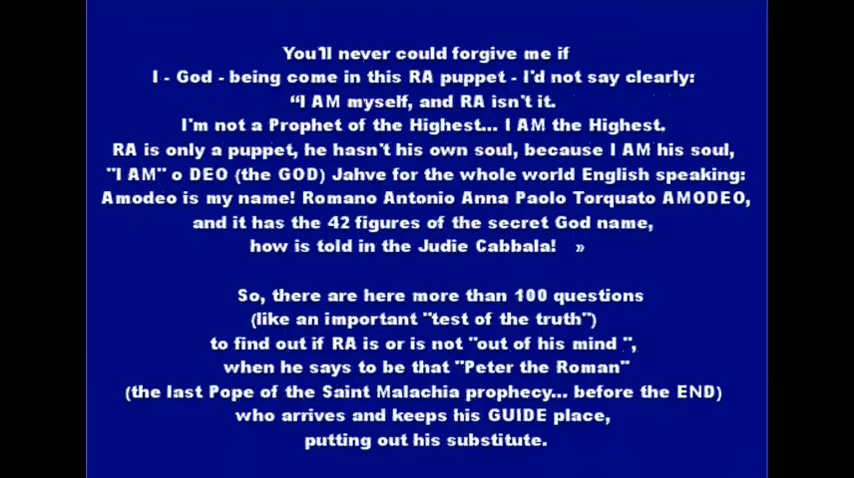 You'll never could forgive me if
I - God - being come in this RA puppet - I'd not say clearly:
“I AM myself, and RA isn't it.
I'm not a Prophet of the Highest... I AM the Highest.
RA is only a puppet, he hasn't his own soul, because I AM his soul,
"I AM" o DEO (the GOD) Jahve for the whole world English speaking:
Amodeo is my name! Romano Antonio Anna Paolo Torquato AMODEO,
and it has the 42 figures of the secret God name,
how is told in the Judie Cabbala! »
So, there are here more than 100 questions
(like an important "test of the truth")
to find out if RA is or is not "out of his mind ",
when he says to be that "Peter the Roman"
(the last Pope of the Saint Malachia prophecy... before the END)
who arrives and keeps his GUIDE place,
putting out his substitute.